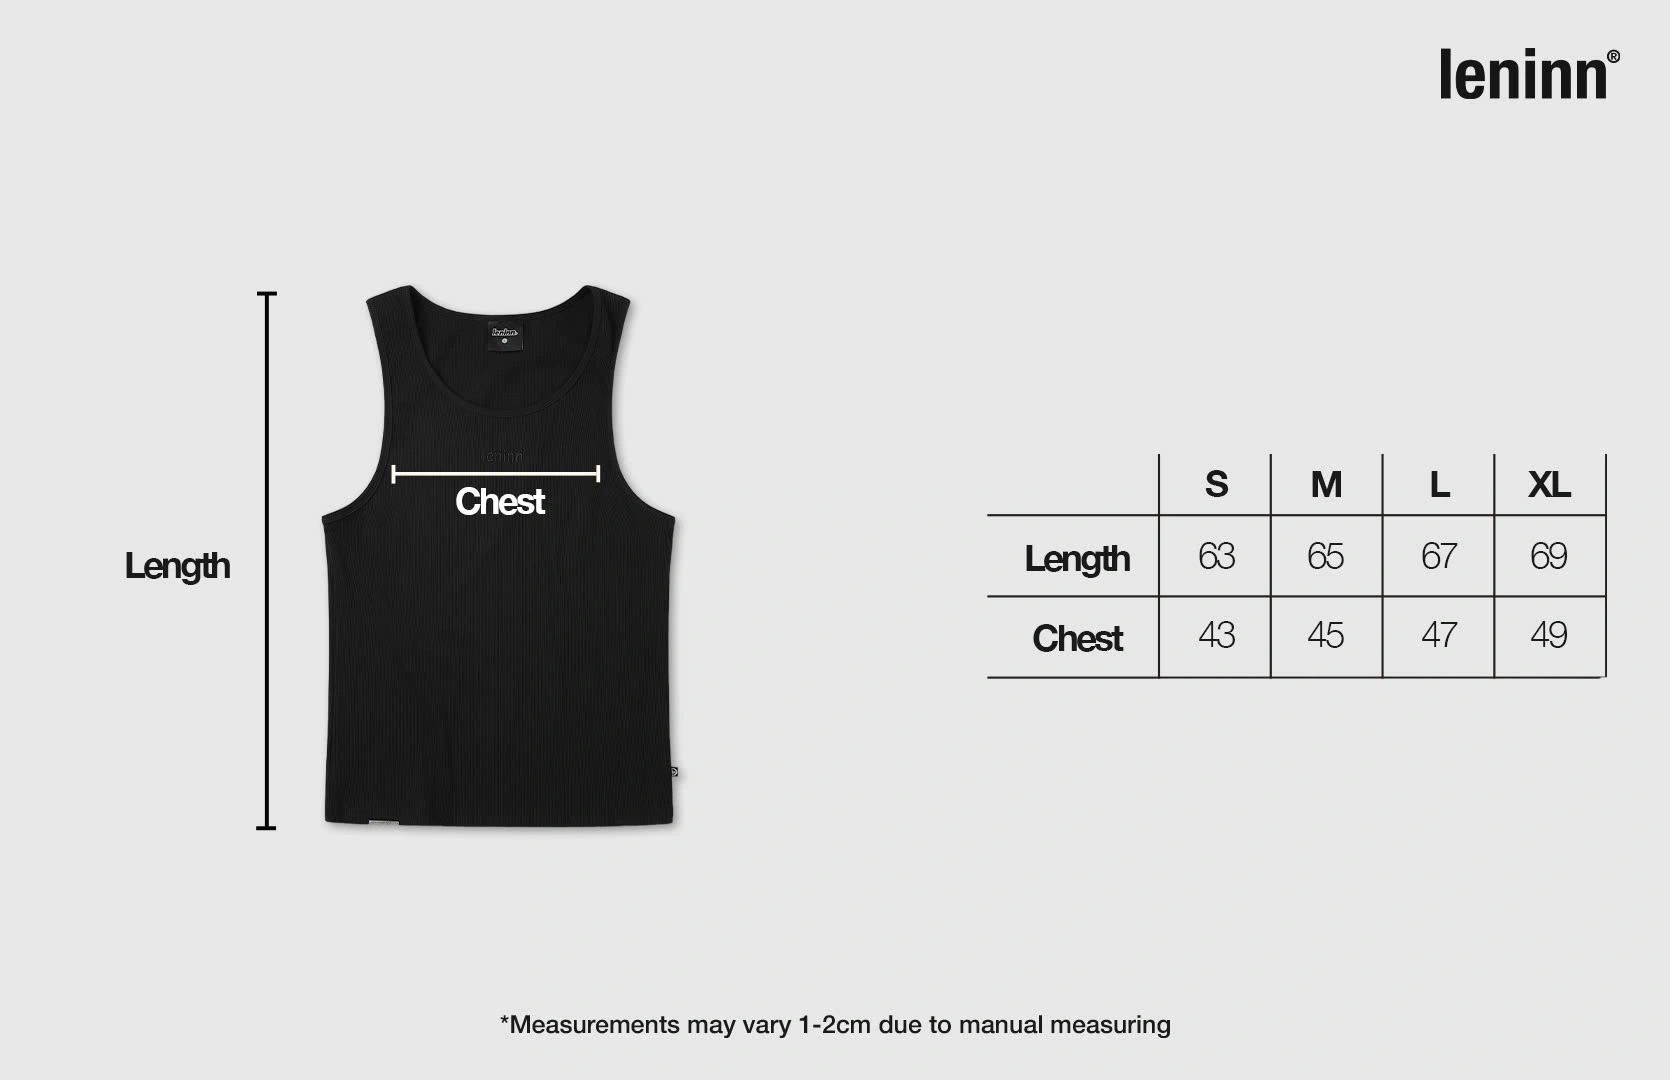 leninn®
leninn.
leninn
Chest
Length
S M L XL
Length 63 65 67 69
Chest 43 45 47 49
*Measurements may vary 1-2cm due to manual measuring